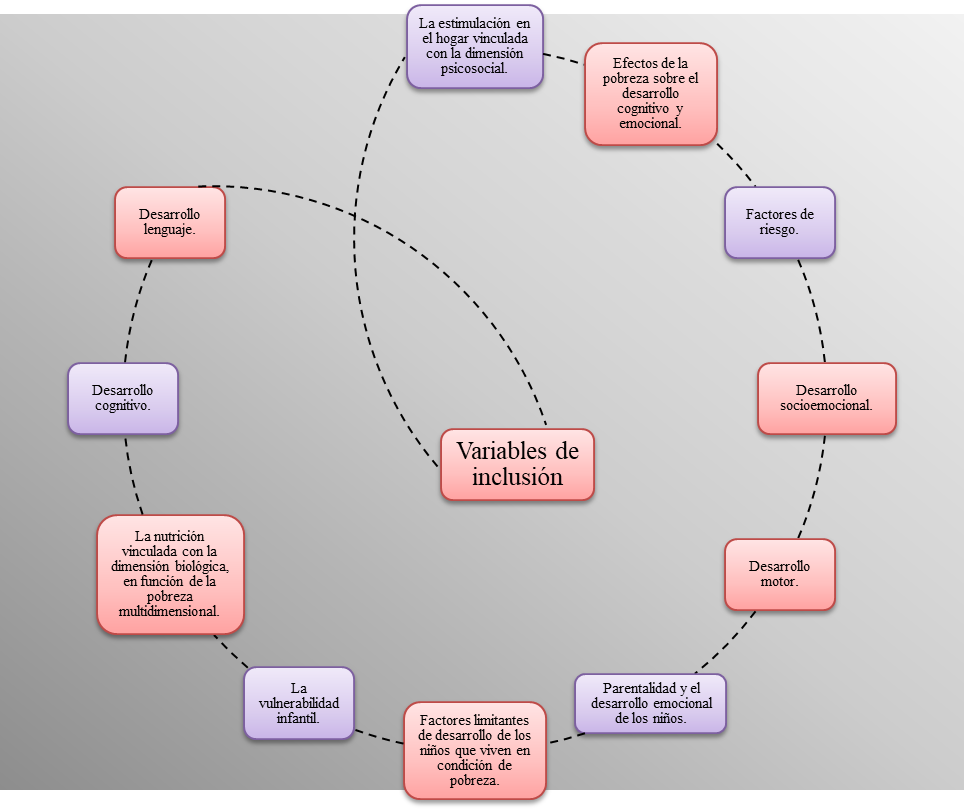 La estimulación en
el hogar vinculada
con la dimensión
psicosocial.
Efectos de la
pobreza sobre el
desarrollo
cognitivo y
emocional.
Factores de
riesgo.
Desarrollo
socioemocional.
Desarrollo
motor.
Parentalidad y el
desarrollo emocional
de los niños.
Factores limitantes
de desarrollo de los
niños que viven en
condición de
pobreza.
La
vulnerabilidad
infantil.
La nutrición
vinculada con la
dimensión biológica,
en función de la
pobreza
multidimensional.
Desarrollo
cognitivo.
Desarrollo
lenguaje.
Variables de
inclusión